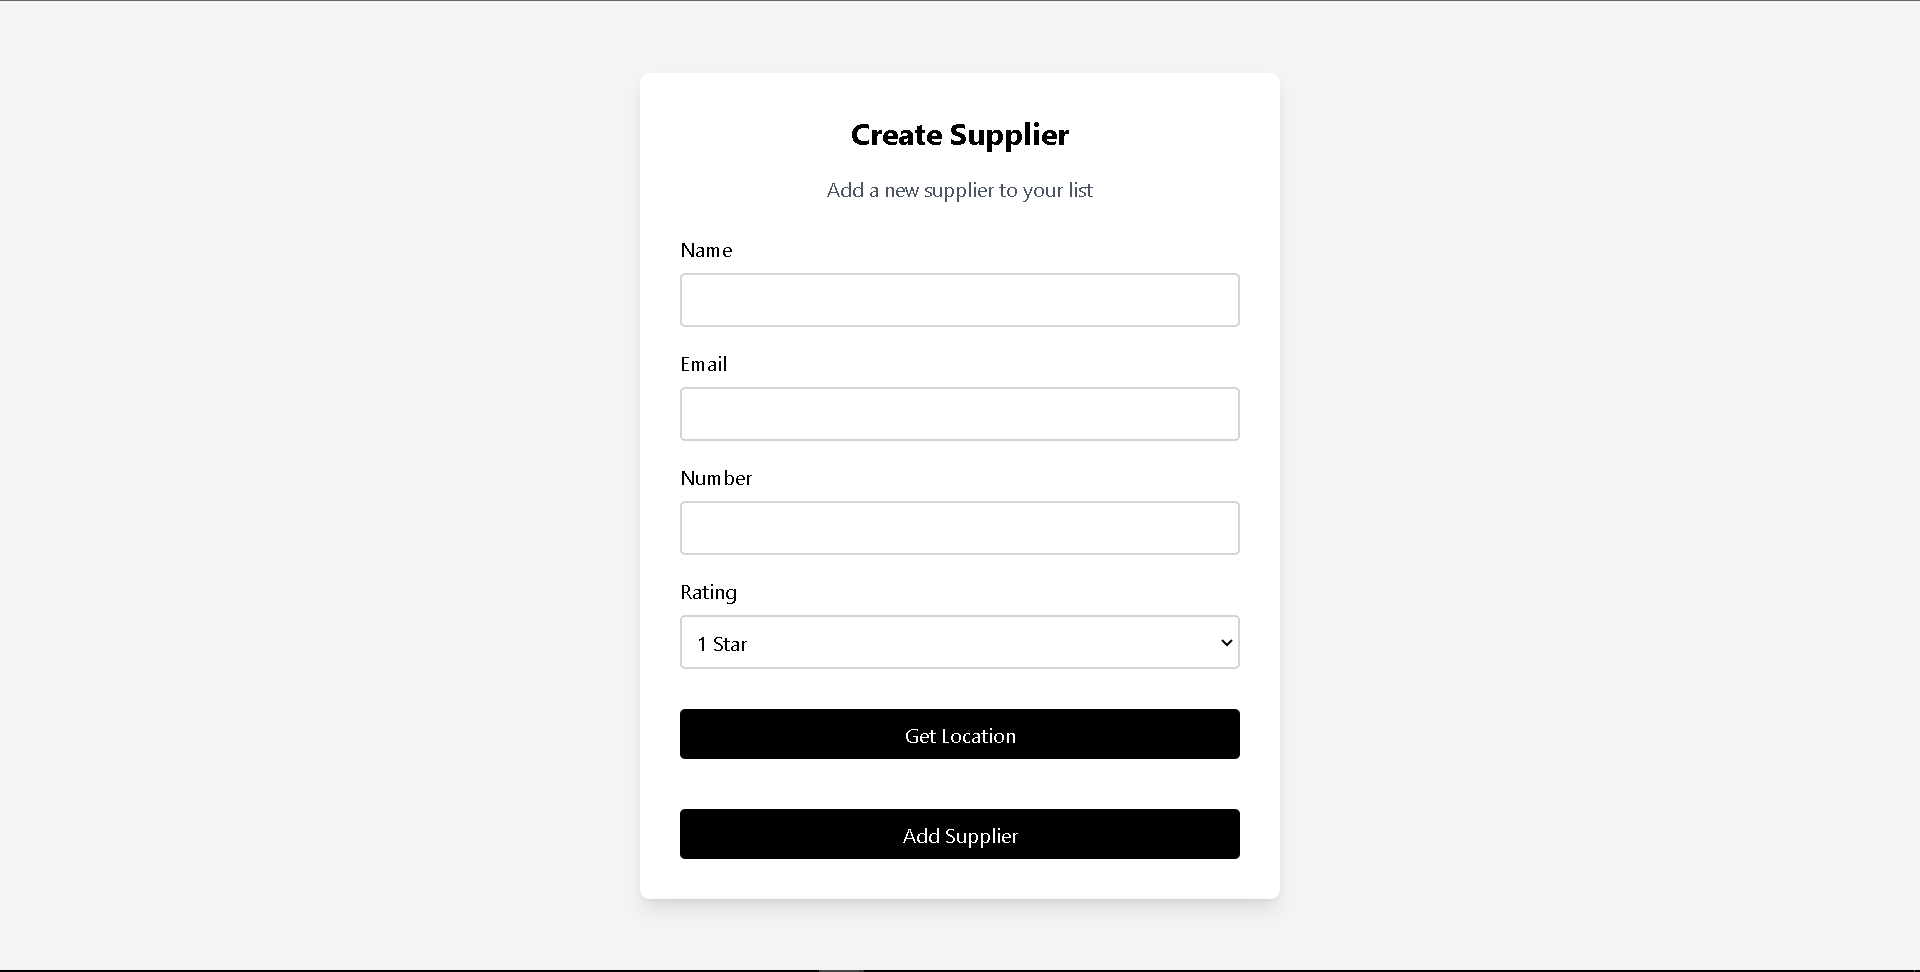 Create Supplier
Add a new supplier to your list
Name
Email
Number
Rating
1 Star
Get Location
Add Supplier